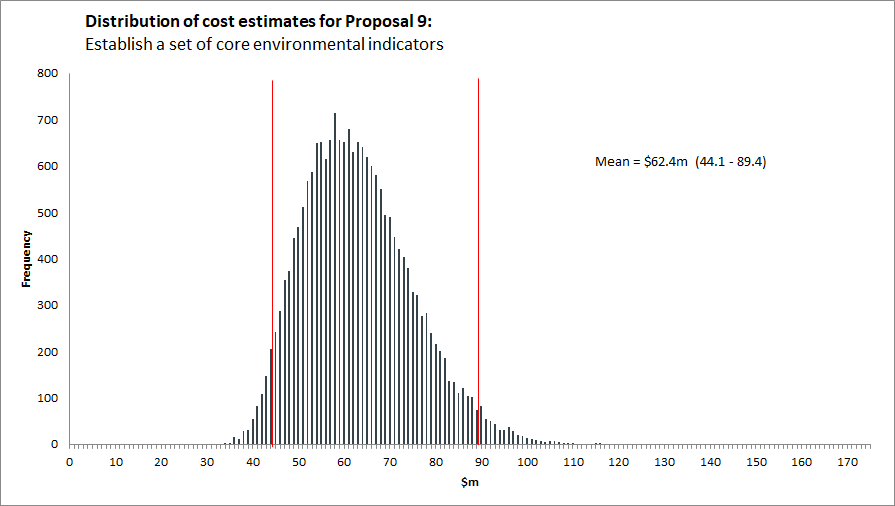 Distribution of cost estimates for Proposal 9:
Establish a set of core environmental indicators
800
700
600
500
400
300
200
100
0
Frequency
Mean = $62.4m  (44.1 - 89.4)
0 10 20 30 40 50 60 70 80 90 100 110 120 130 140 150 160 170
$m